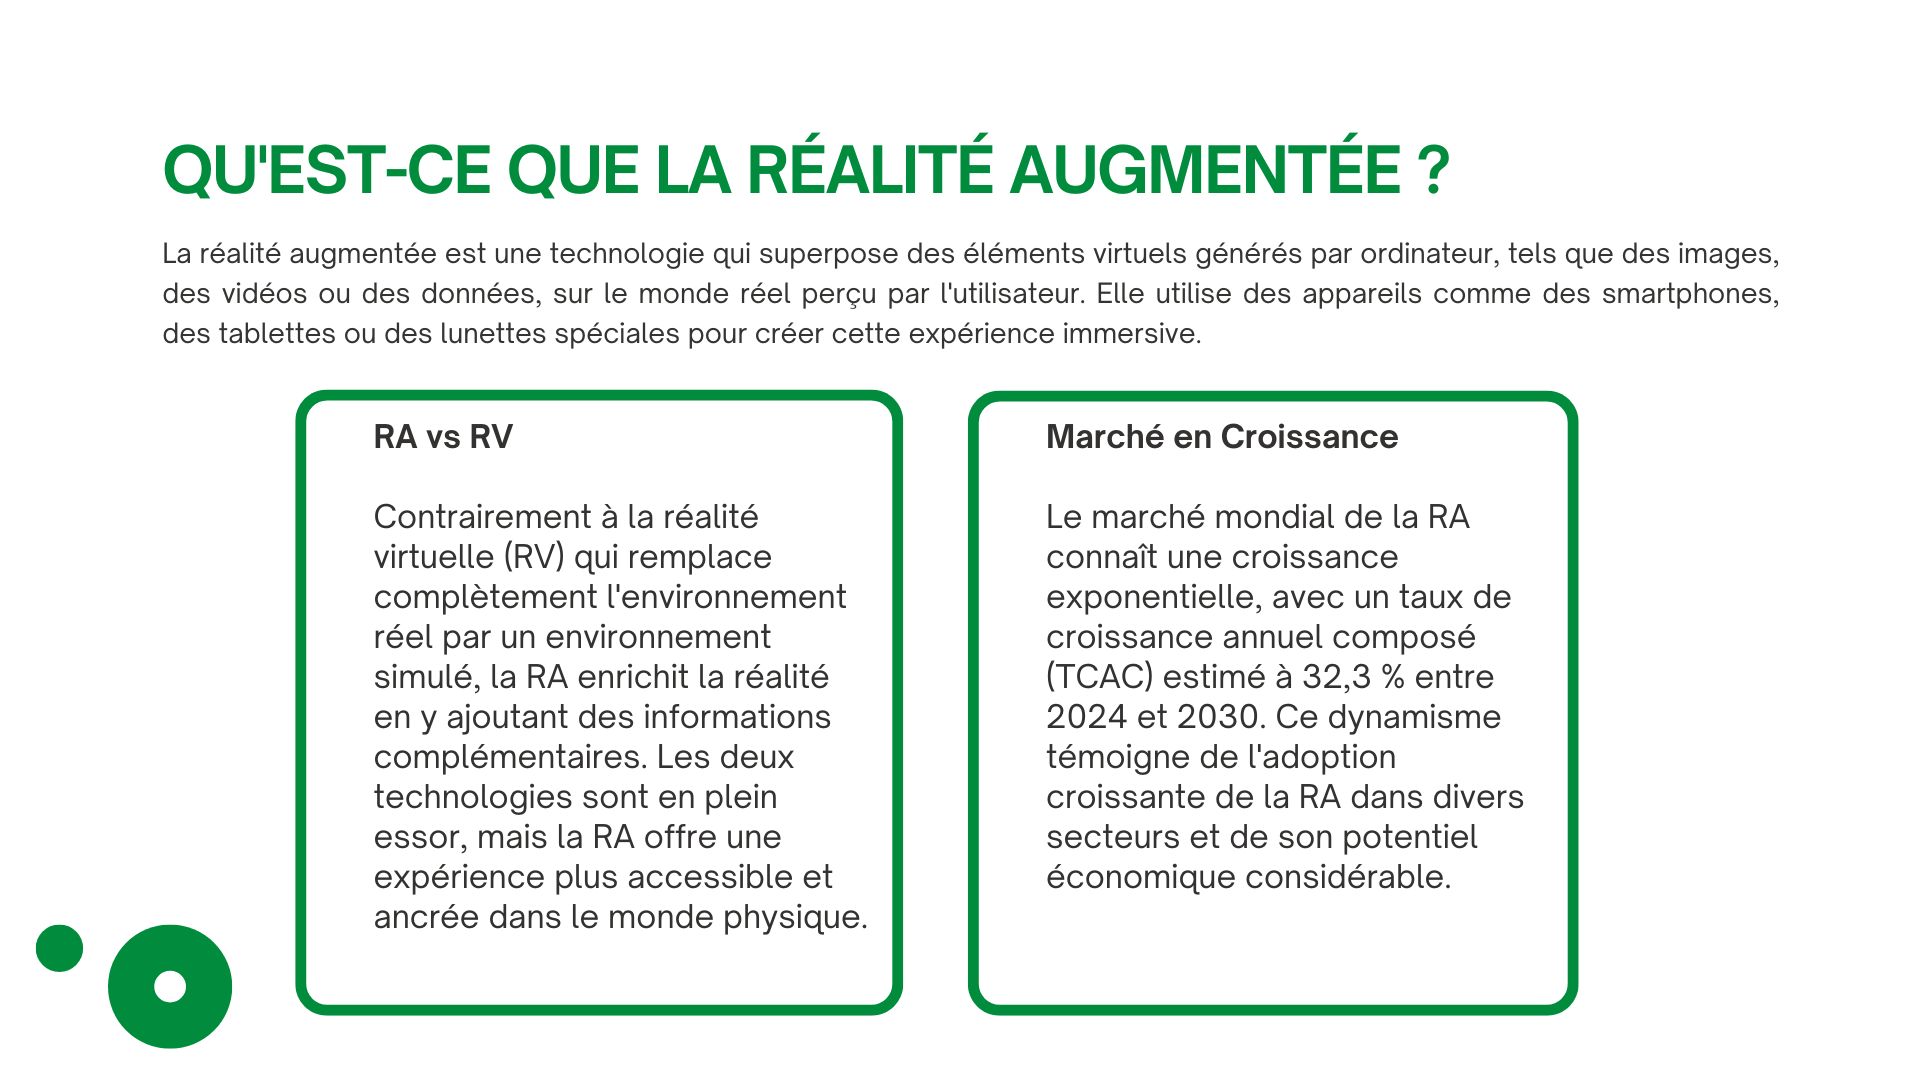 QU'EST-CE QUE LA RÉALITÉ AUGMENTÉE ?
La réalité augmentée est une technologie qui superpose des éléments virtuels générés par ordinateur, tels que des images,
des vidéos ou des données, sur le monde réel perçu par l'utilisateur. Elle utilise des appareils comme des smartphones,
des tablettes ou des lunettes spéciales pour créer cette expérience immersive.
RA vs RV
Contrairement à la réalité
virtuelle (RV) qui remplace
complètement l'environnement
réel par un environnement
simulé, la RA enrichit la réalité
en y ajoutant des informations
complémentaires. Les deux
technologies sont en plein
essor, mais la RA offre une
expérience plus accessible et
ancrée dans le monde physique.
Marché en Croissance
Le marché mondial de la RA
connaît une croissance
exponentielle, avec un taux de
croissance annuel composé
(TCAC) estimé à 32,3 % entre
2024 et 2030. Ce dynamisme
témoigne de l'adoption
croissante de la RA dans divers
secteurs et de son potentiel
économique considérable.